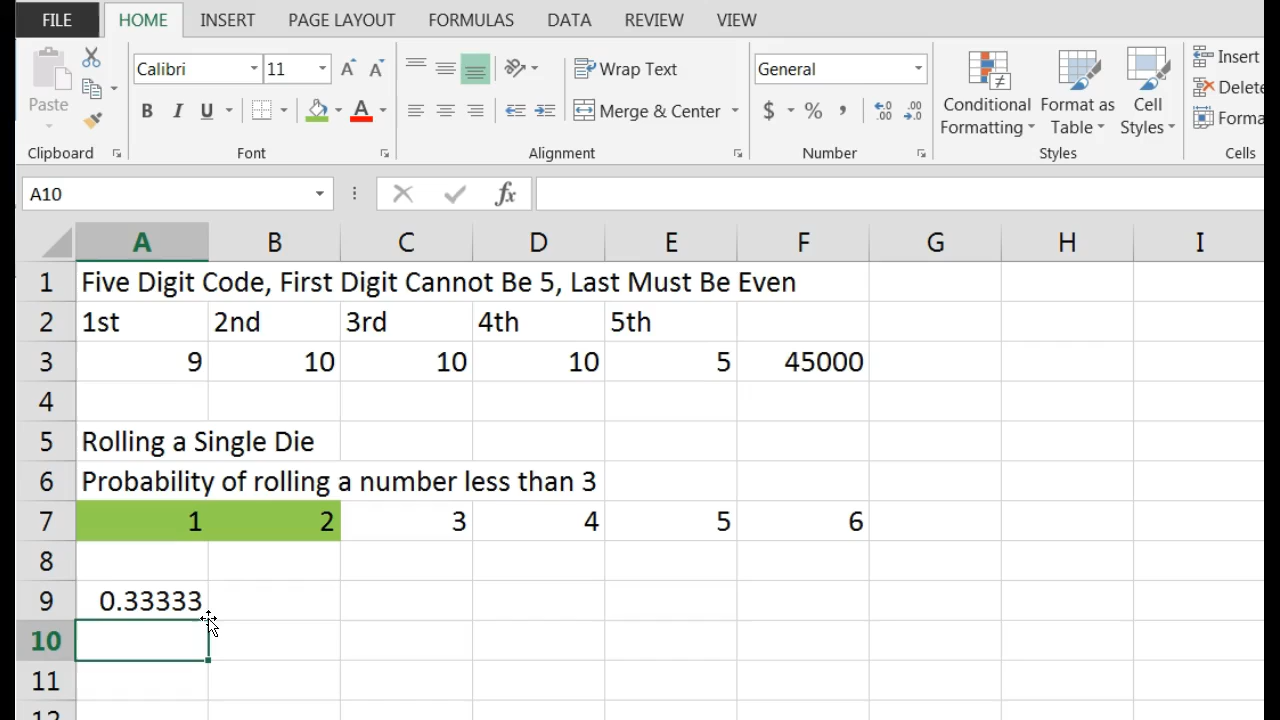 FILE HOME INSERT PAGE LAYOUT FORMULAS DATA REVIEW VIEW
Calibri 11 A A Wrap Text General Insert
Paste B I U A Merge & Center $ % , .00 .00 Conditional Formatting Format as Table Cell Styles Delete
Clipboard Font Alignment Number Styles Cells
A10 fx
A B C D E F G H I
1 Five Digit Code, First Digit Cannot Be 5, Last Must Be Even
2 1st 2nd 3rd 4th 5th
3 9 10 10 10 5 45000
4
5 Rolling a Single Die
6 Probability of rolling a number less than 3
7 1 2 3 4 5 6
8
9 0.33333
10
11